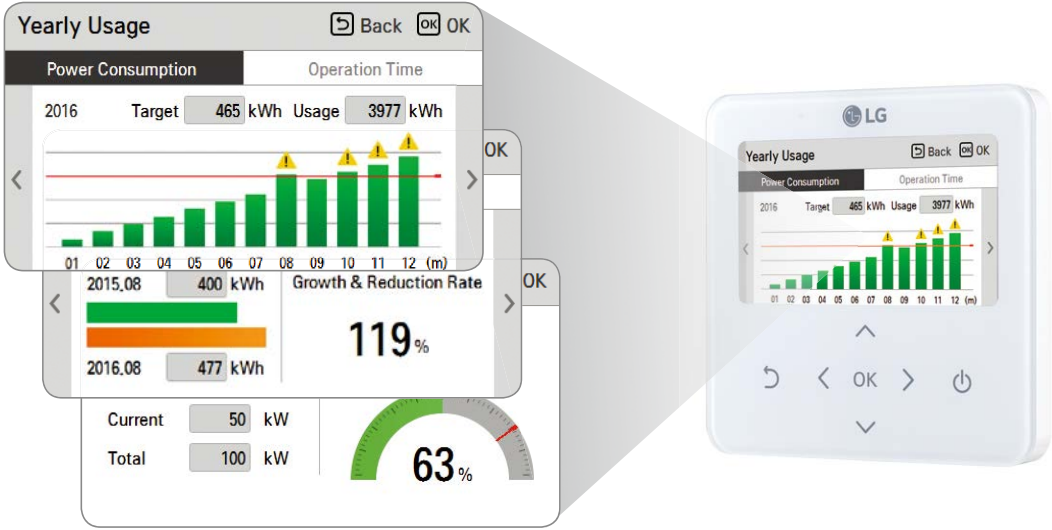 Yearly Usage Back OK OK
Power Consumption Operation Time
2016 Target 465 kWh Usage 3977 kWh
01 02 03 04 05 06 07 08 09 10 11 12 (m)
OK
2015.08 400 kWh Growth & Reduction Rate
119%
2016.08 477 kWh
OK
Current 50 kW
Total 100 kW
63%
LG
Yearly Usage Back OK OK
Power Consumption Operation Time
2016 Target 465 kWh Usage 3977 kWh
01 02 03 04 05 06 07 08 09 10 11 12 (m)
OK